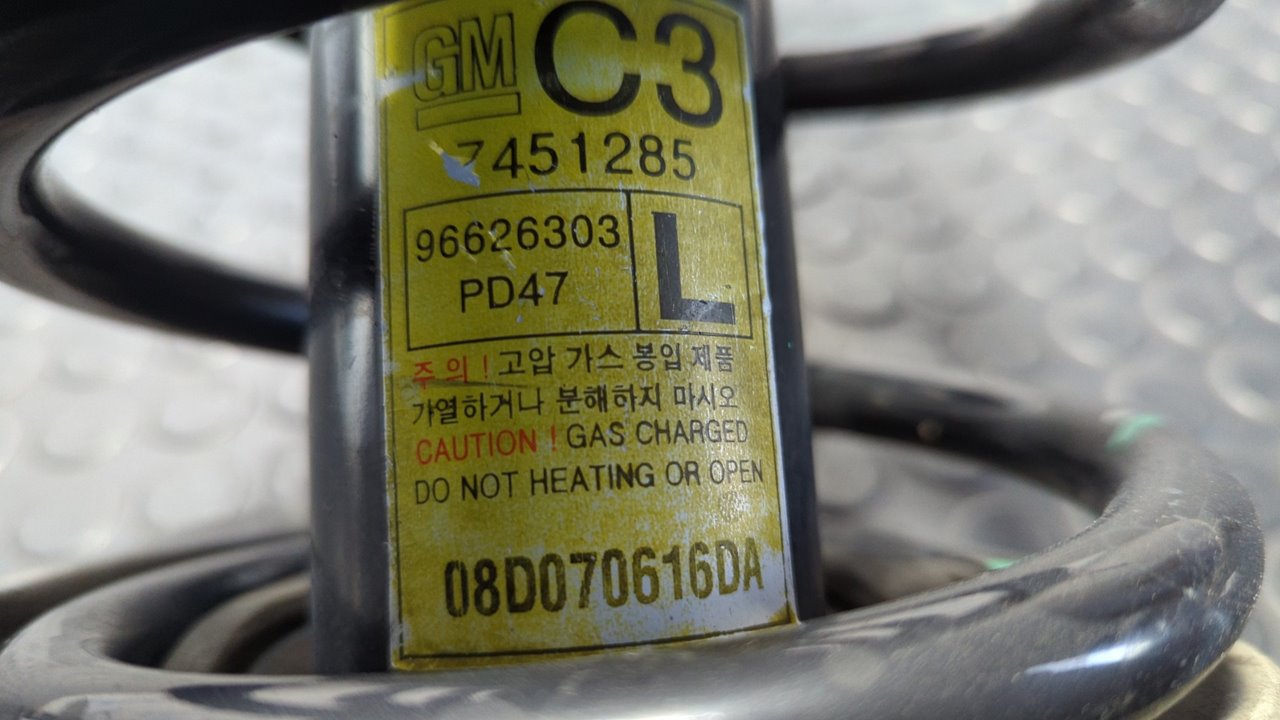 GM C3
7451285
96626303 L
PD47
주의! 고압 가스 봉입 제품
가열하거나 분해하지 마시오
CAUTION! GAS CHARGED
DO NOT HEATING OR OPEN
08D070616DA